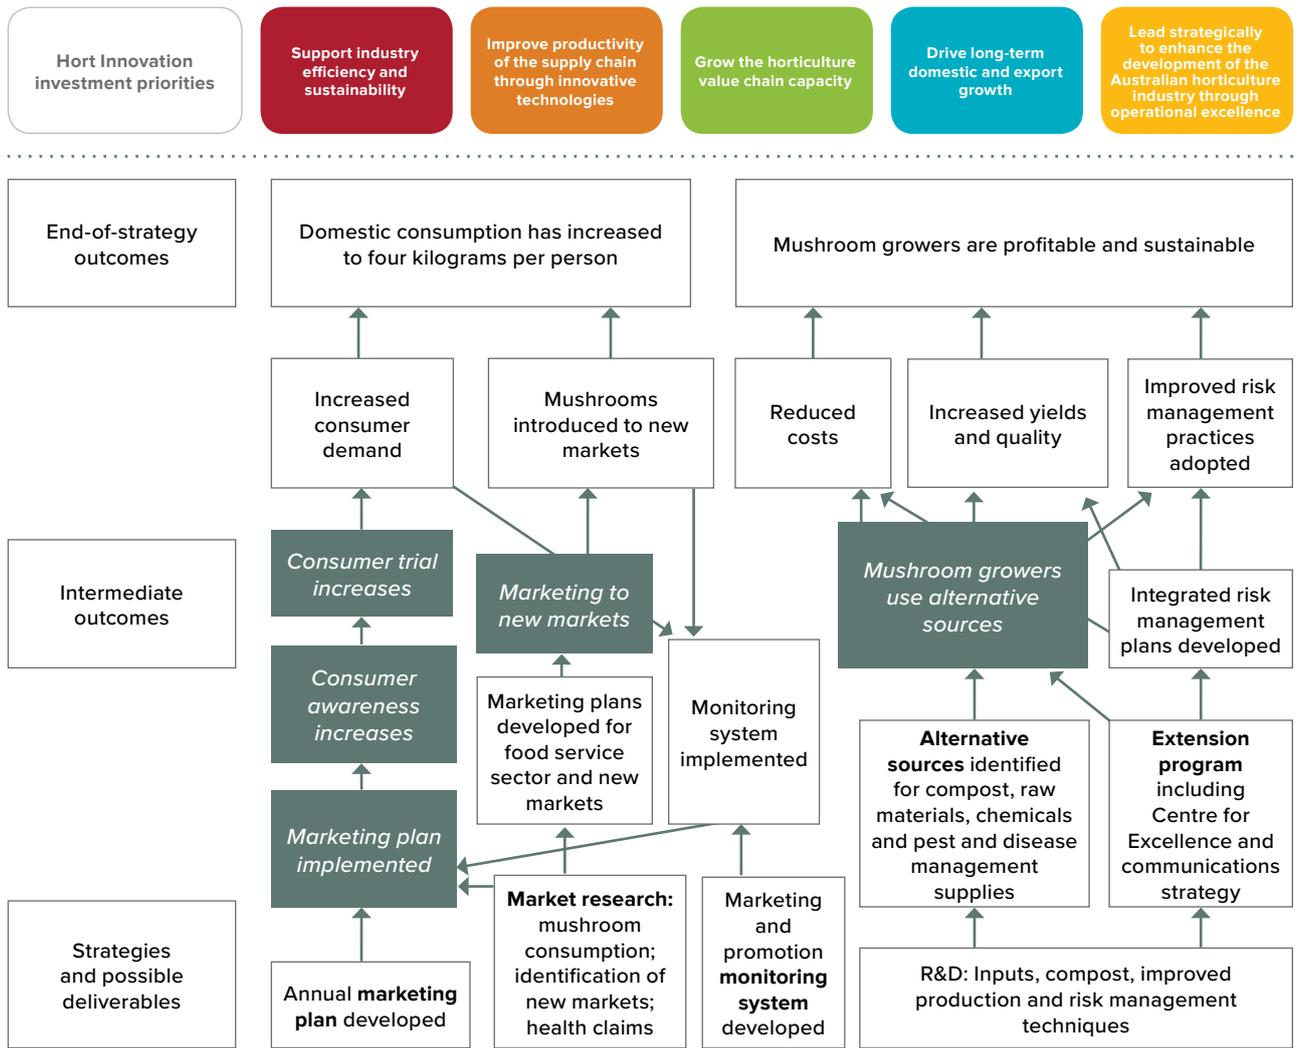 Hort Innovation
investment priorities
Support industry
efficiency and
sustainability
Improve productivity
of the supply chain
through innovative
technologies
Grow the horticulture
value chain capacity
Drive long-term
domestic and export
growth
Lead strategically
to enhance the
development of the
Australian horticulture
industry through
operational excellence
End-of-strategy
outcomes
Domestic consumption has increased
to four kilograms per person
Mushroom growers are profitable and sustainable
Increased
consumer
demand
Mushrooms
introduced to new
markets
Reduced
costs
Increased yields
and quality
Improved risk
management
practices
adopted
Intermediate
outcomes
Consumer trial
increases
Marketing to
new markets
Mushroom growers
use alternative
sources
Integrated risk
management
plans developed
Consumer
awareness
increases
Marketing plans
developed for
food service
sector and new
markets
Monitoring
system
implemented
Alternative
sources identified
for compost, raw
materials, chemicals
and pest and disease
management
supplies
Extension
program
including
Centre for
Excellence and
communications
strategy
Marketing plan
implemented
Strategies
and possible
deliverables
Annual marketing
plan developed
Market research:
mushroom
consumption;
identification of
new markets;
health claims
Marketing
and
promotion
monitoring
system
developed
R&D: Inputs, compost, improved
production and risk management
techniques